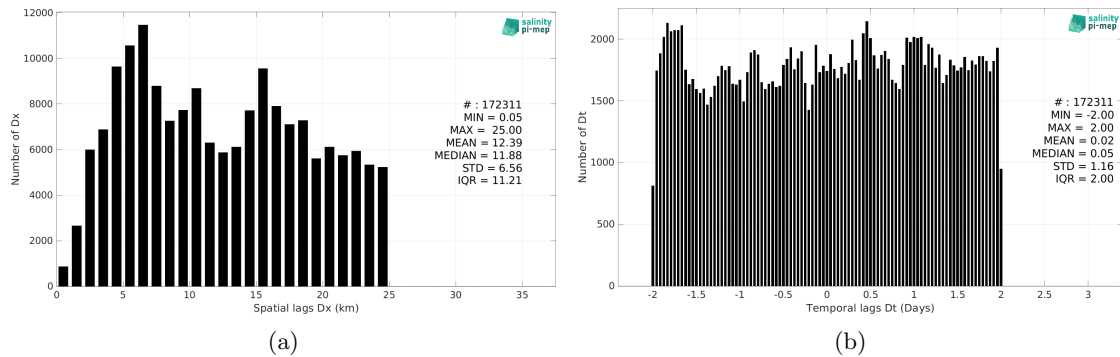 12000
10000
8000
6000
4000
2000
0
Number of Dx
salinity
pi-mep
# : 172311
MIN = 0.05
MAX = 25.00
MEAN = 12.39
MEDIAN = 11.88
STD = 6.56
IQR = 11.21
0 5 10 15 20 25 30 35
Spatial lags Dx (km)
(a)
2000
1500
1000
500
0
Number of Dt
salinity
pi-mep
# : 172311
MIN = -2.00
MAX = 2.00
MEAN = 0.02
MEDIAN = 0.05
STD = 1.16
IQR = 2.00
-2 -1.5 -1 -0.5 0 0.5 1 1.5 2 2.5 3
Temporal lags Dt (Days)
(b)